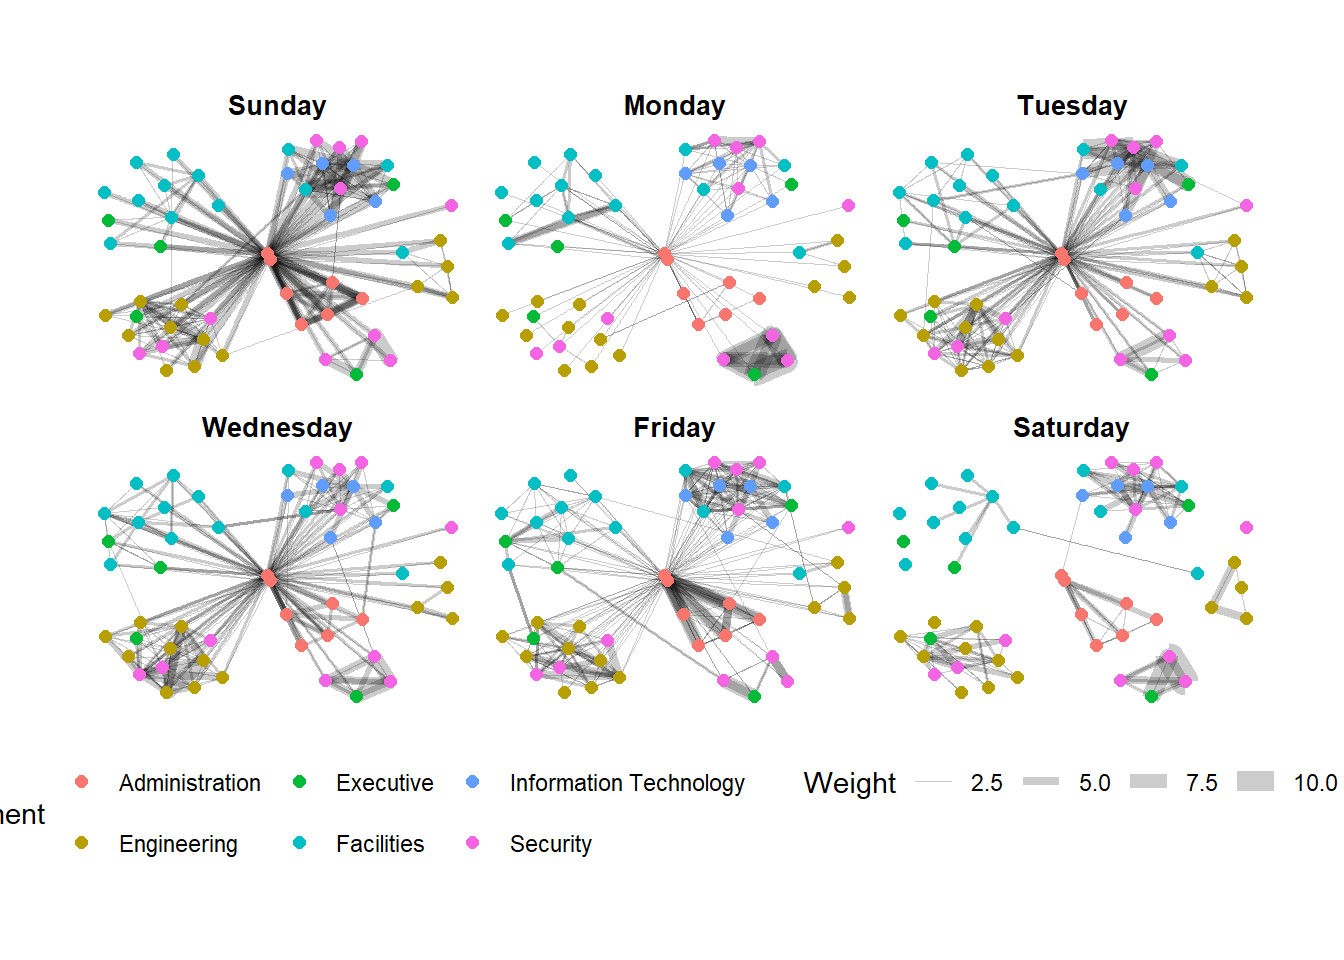 Sunday Monday Tuesday
Wednesday Friday Saturday
Administration Executive Information Technology Weight 2.5 5.0 7.5 10.0
Engineering Facilities Security